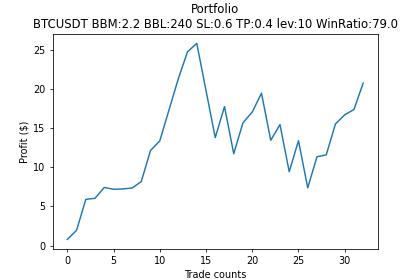 Portfolio
BTCUSDT BBM:2.2 BBL:240 SL:0.6 TP:0.4 lev:10 WinRatio:79.0
25
20
15
10
5
0
Profit ($)
0 5 10 15 20 25 30
Trade counts